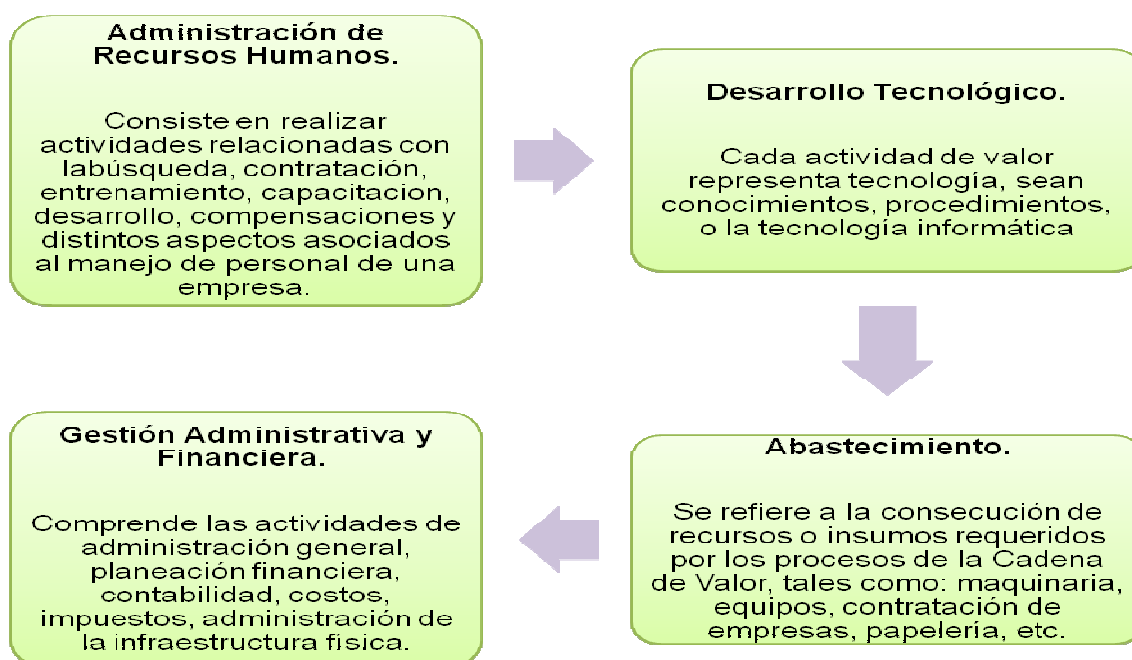 Administración de
Recursos Humanos.
Consiste en realizar
actividades relacionadas con
labúsqueda, contratación,
entrenamiento, capacitacion,
desarrollo, compensaciones y
distintos aspectos asociados
al manejo de personal de una
empresa.
Desarrollo Tecnológico.
Cada actividad de valor
representa tecnología, sean
conocimientos, procedimientos,
o la tecnología informática
Abastecimiento.
Se refiere a la consecución de
recursos o insumos requeridos
por los procesos de la Cadena
de Valor, tales como: maquinaria,
equipos, contratación de
empresas, papelería, etc.
Gestión Administrativa y
Financiera.
Comprende las actividades de
administración general,
planeación financiera,
contabilidad, costos,
impuestos, administración de
la infraestructura física.